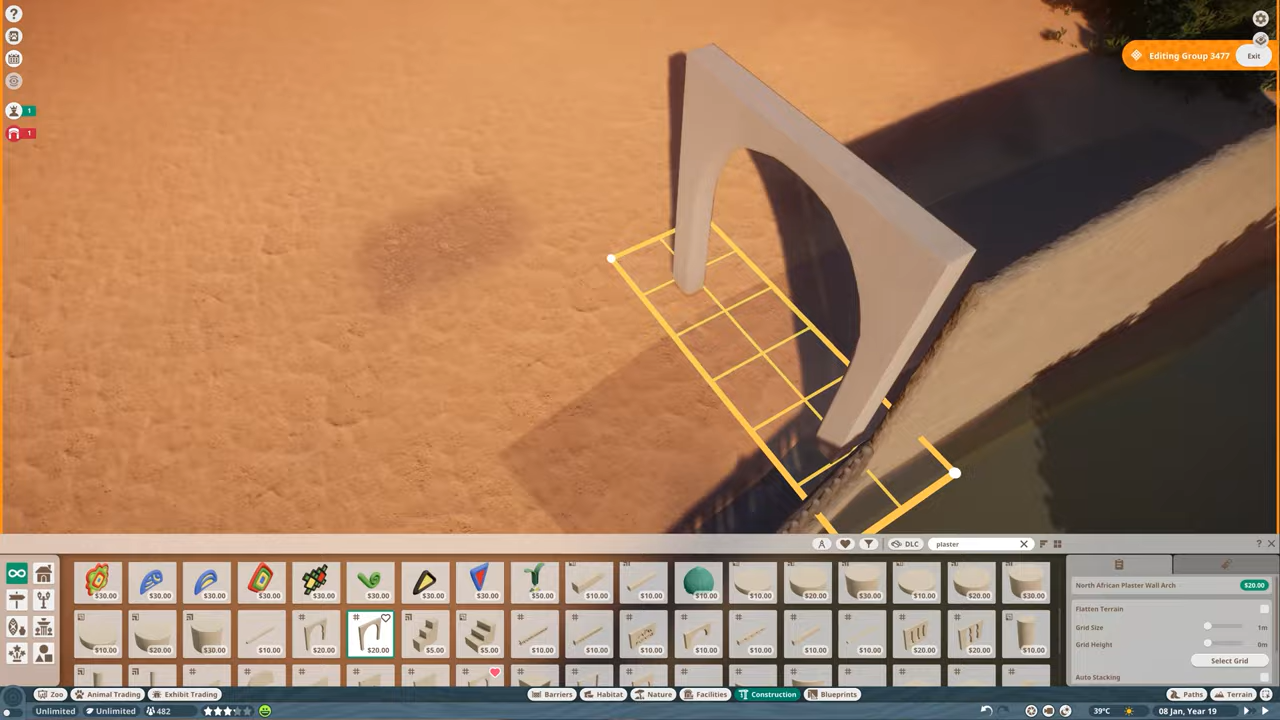 ?
Editing Group 3477
Exit
1
1
DLC
plaster
?
$30.00
$30.00
$30.00
$30.00
$30.00
$30.00
$30.00
$30.00
$50.00
$10.00
$10.00
$10.00
$10.00
$20.00
$30.00
$10.00
$20.00
$30.00
$10.00
$20.00
$30.00
$10.00
$20.00
$20.00
$5.00
$5.00
$10.00
$10.00
$10.00
$10.00
$10.00
$10.00
$10.00
$20.00
$20.00
$10.00
North African Plaster Wall Arch
$20.00
Flatten Terrain
Grid Size
1m
Grid Height
0m
Select Grid
Auto Stacking
Zoo
Animal Trading
Exhibit Trading
Barriers
Habitat
Nature
Facilities
Construction
Blueprints
Paths
Terrain
Unlimited
Unlimited
482
39°C
08 Jan, Year 19